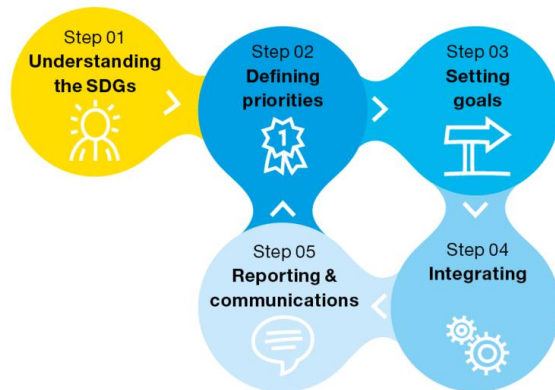 Step 01
Understanding
the SDGs
Step 02
Defining
priorities
1
Step 03
Setting
goals
Step 04
Integrating
Step 05
Reporting &
communications